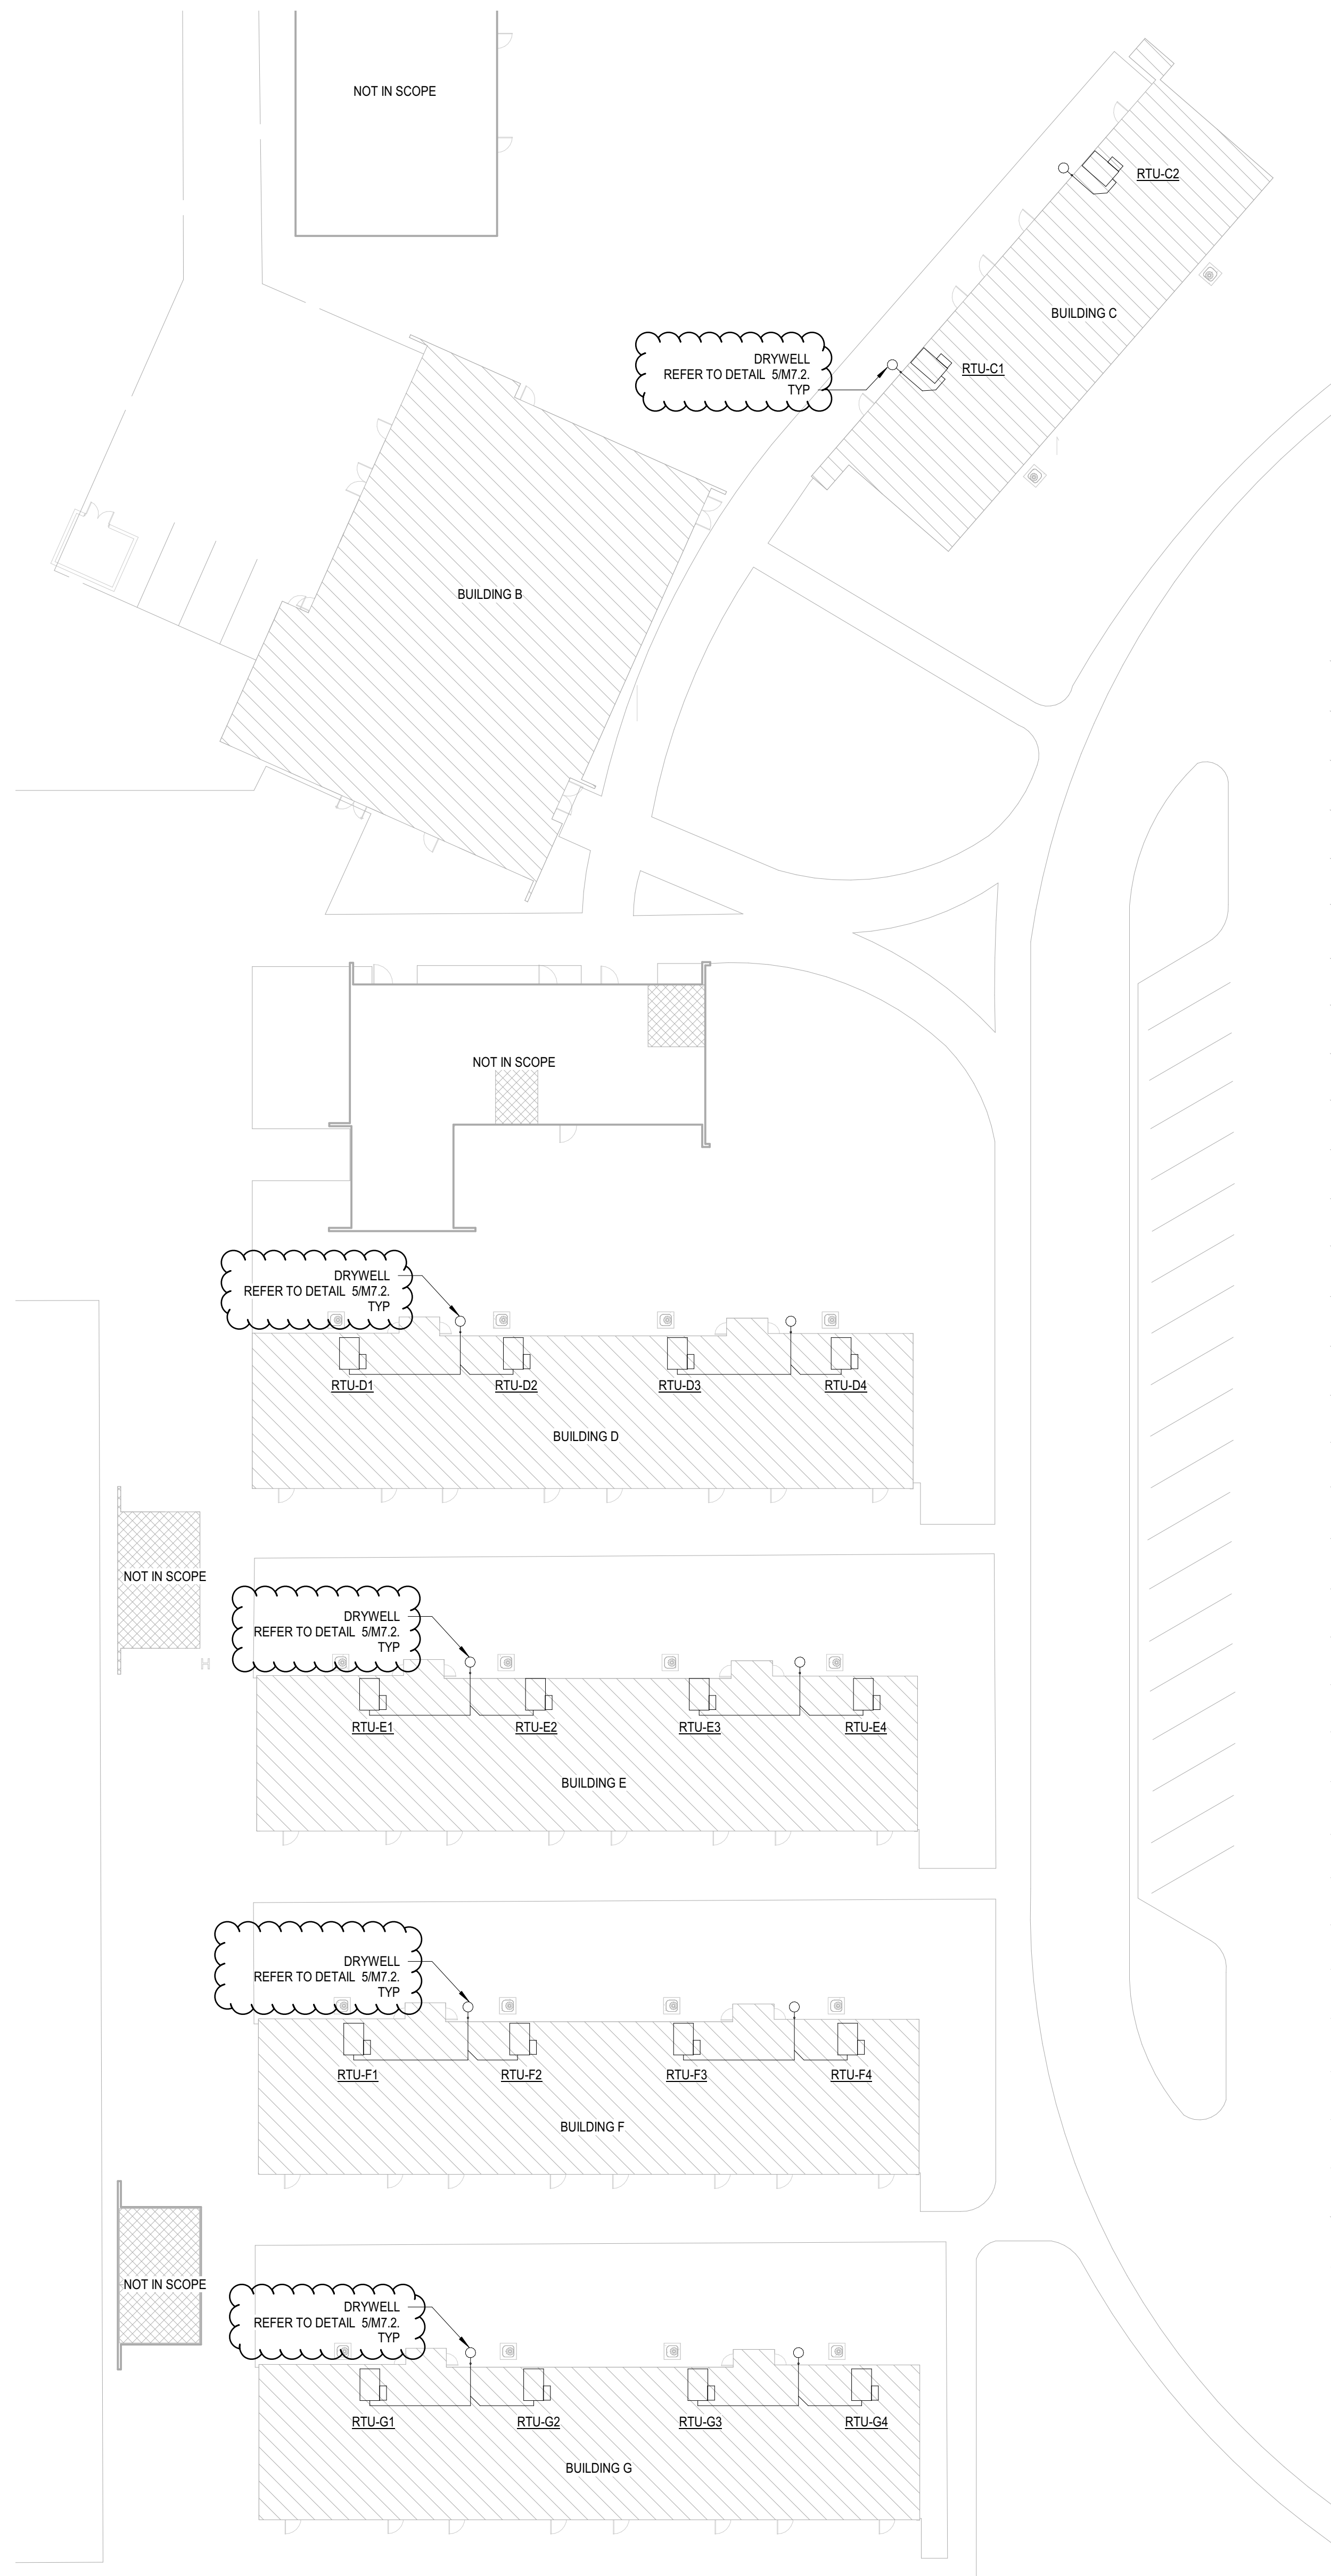 NOT IN SCOPE
RTU-C2
BUILDING C
DRYWELL
REFER TO DETAIL 5/M7.2.
TYP
RTU-C1
BUILDING B
NOT IN SCOPE
DRYWELL
REFER TO DETAIL 5/M7.2.
TYP
RTU-D1
RTU-D2
RTU-D3
RTU-D4
BUILDING D
NOT IN SCOPE
DRYWELL
REFER TO DETAIL 5/M7.2.
TYP
RTU-E1
RTU-E2
RTU-E3
RTU-E4
BUILDING E
DRYWELL
REFER TO DETAIL 5/M7.2.
TYP
RTU-F1
RTU-F2
RTU-F3
RTU-F4
BUILDING F
NOT IN SCOPE
DRYWELL
REFER TO DETAIL 5/M7.2.
TYP
RTU-G1
RTU-G2
RTU-G3
RTU-G4
BUILDING G